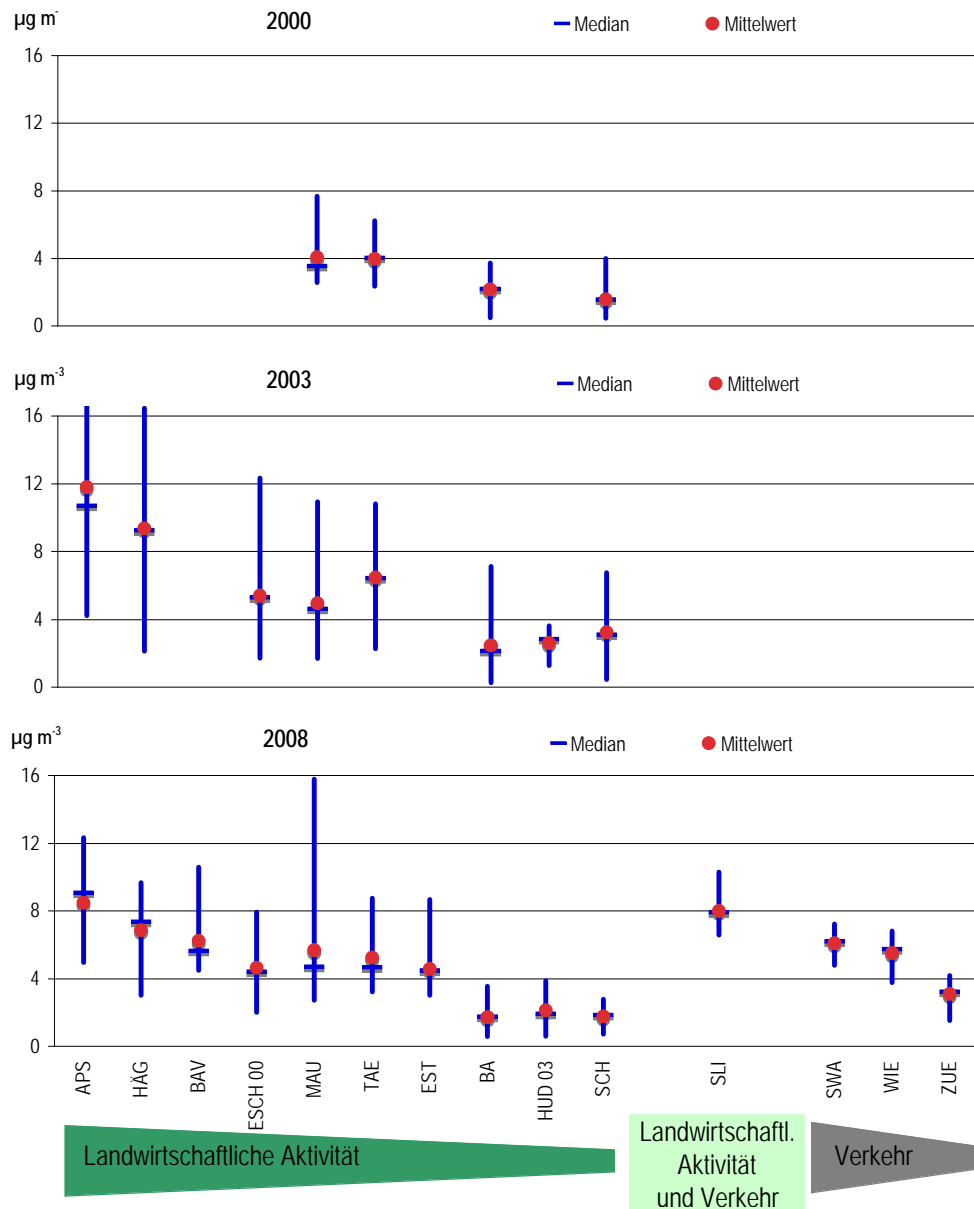 µg m-
2000
Median
Mittelwert
16
12
8
4
0
µg m-3
2003
Median
Mittelwert
16
12
8
4
0
µg m-3
2008
Median
Mittelwert
16
12
8
4
0
APS
HÄG
BAV
ESCH 00
MAU
TAE
EST
BA
HUD 03
SCH
SLI
SWA
WIE
ZUE
Landwirtschaftliche Aktivität
Landwirtschaftl.
Aktivität
und Verkehr
Verkehr